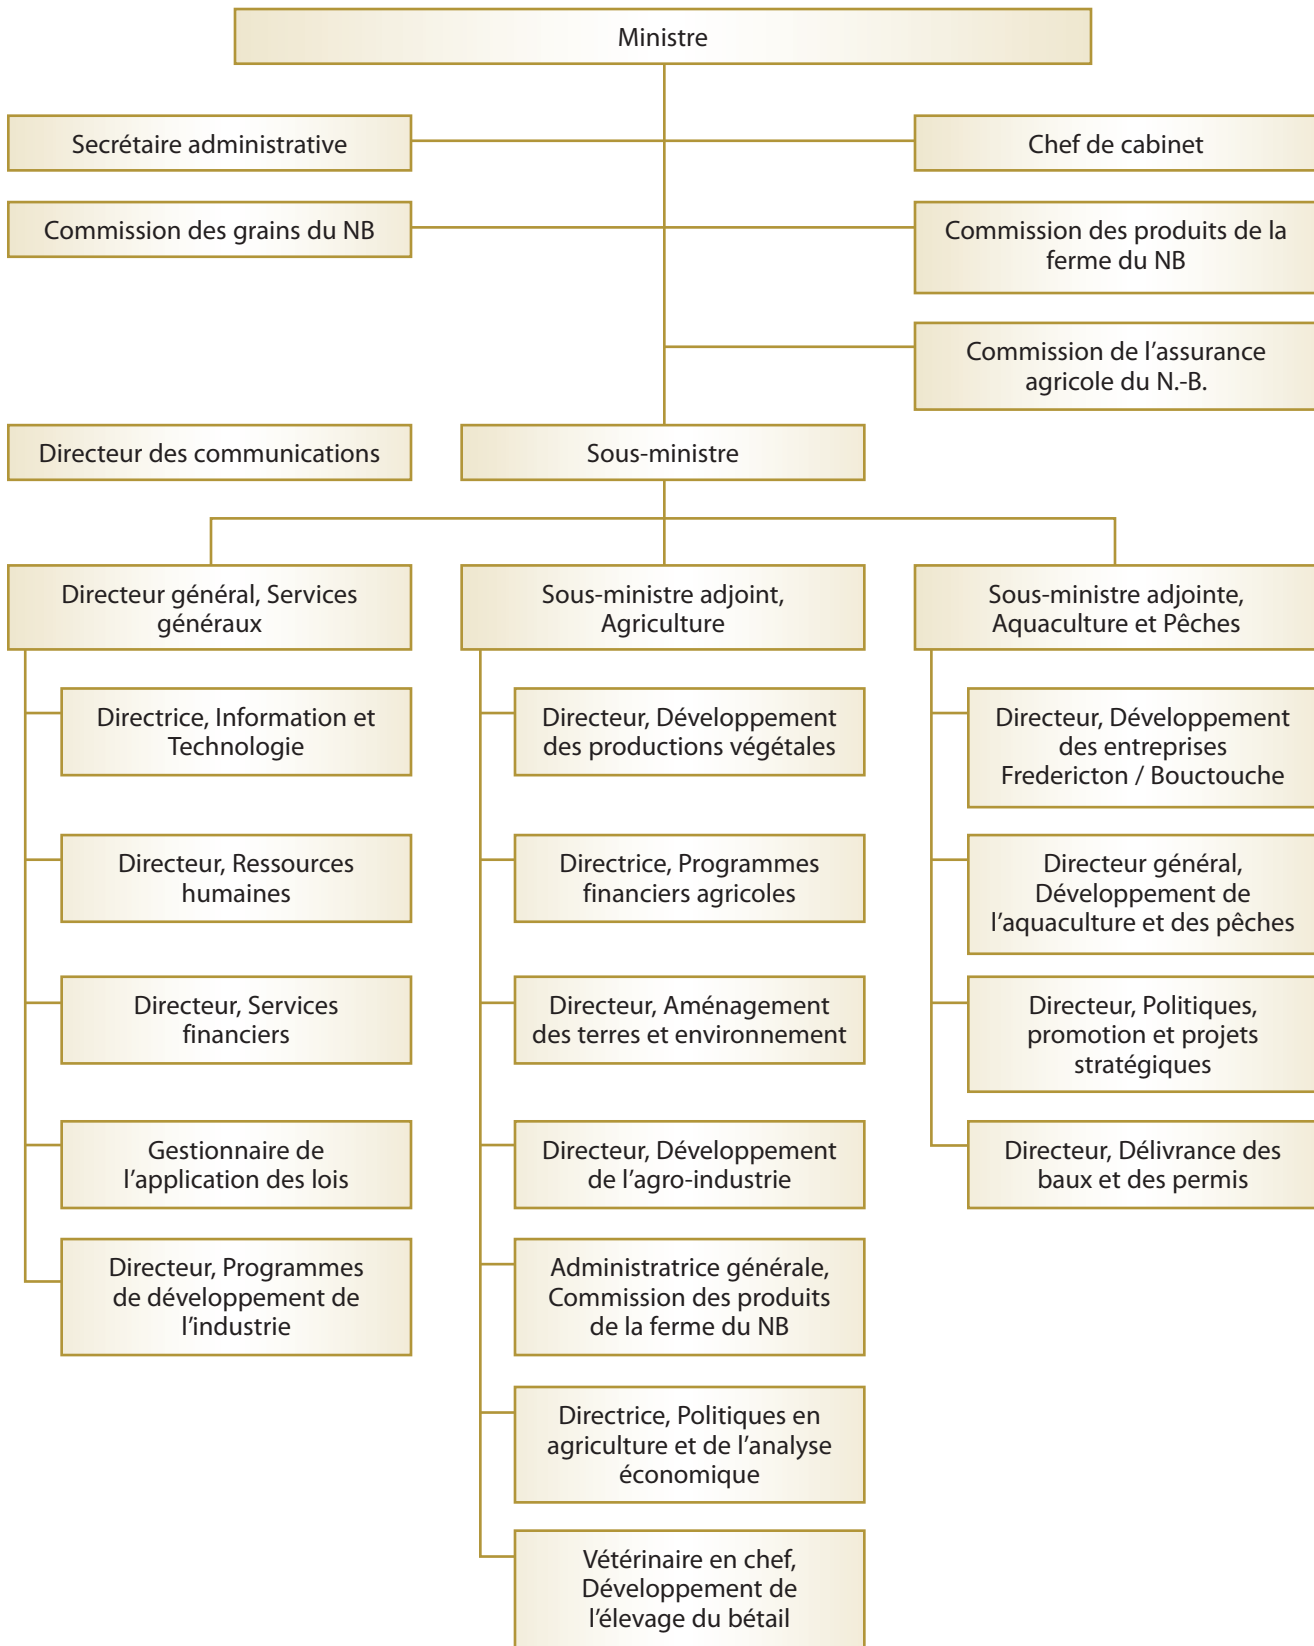 Ministre
Secrétaire administrative
Chef de cabinet
Commission des grains du NB
Commission des produits de la
ferme du NB
Commission de l'assurance
agricole du N.-B.
Directeur des communications
Sous-ministre
Directeur général, Services
généraux
Sous-ministre adjoint,
Agriculture
Sous-ministre adjointe,
Aquaculture et Pêches
Directrice, Information et
Technologie
Directeur, Ressources
humaines
Directeur, Services
financiers
Gestionnaire de
l'application des lois
Directeur, Programmes
de développement de
l'industrie
Directeur, Développement
des productions végétales
Directrice, Programmes
financiers agricoles
Directeur, Aménagement
des terres et environnement
Directeur, Développement
de l'agro-industrie
Administratrice générale,
Commission des produits
de la ferme du NB
Directrice, Politiques en
agriculture et de l'analyse
économique
Vétérinaire en chef,
Développement de
l'élevage du bétail
Directeur, Développement
des entreprises
Fredericton / Bouctouche
Directeur général,
Développement de
l'aquaculture et des pêches
Directeur, Politiques,
promotion et projets
stratégiques
Directeur, Délivrance des
baux et des permis